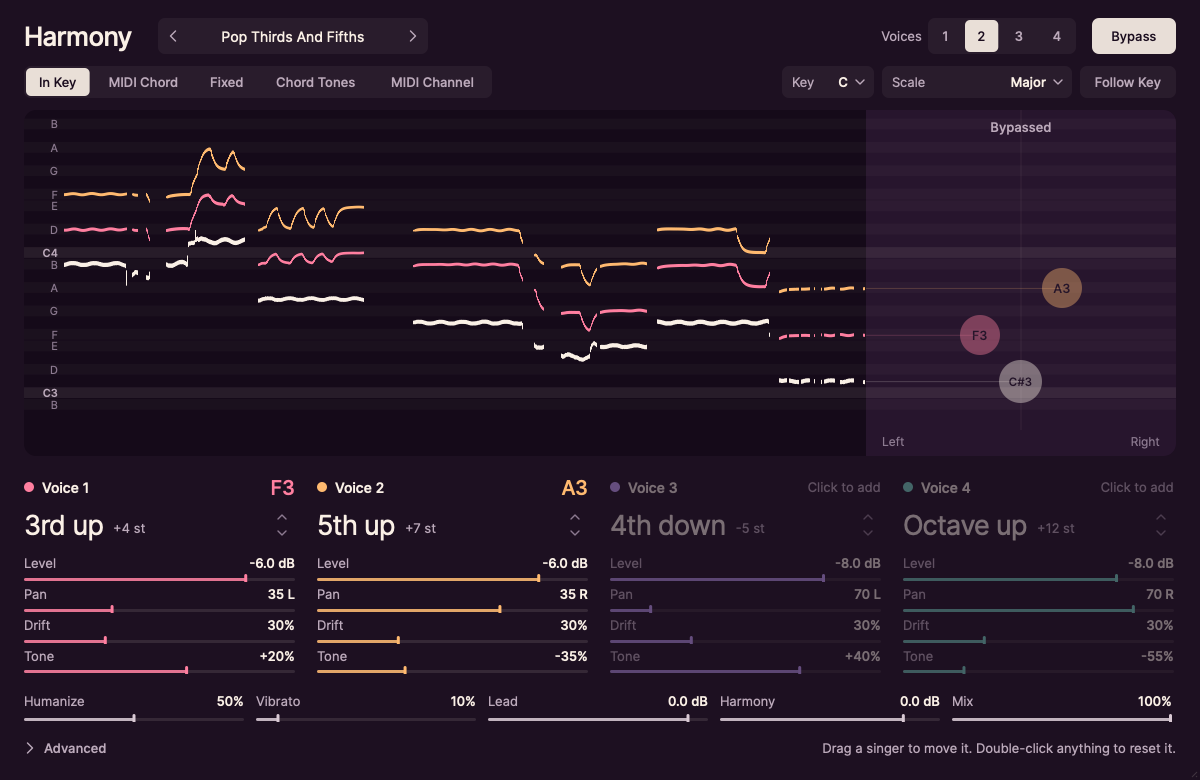 Harmony
Pop Thirds And Fifths
Voices 1 2 3 4
Bypass
In Key MIDI Chord Fixed Chord Tones MIDI Channel
Key C
Scale Major
Follow Key
Bypassed
B
A
G
F
E
D
C4
B
A
G
F
E
D
C3
B
A3
F3
C#3
Left Right
Voice 1 F3
3rd up +4 st
Level -6.0 dB
Pan 35 L
Drift 30%
Tone +20%
Voice 2 A3
5th up +7 st
Level -6.0 dB
Pan 35 R
Drift 30%
Tone -35%
Voice 3 Click to add
4th down -5 st
Level -8.0 dB
Pan 70 L
Drift 30%
Tone +40%
Voice 4 Click to add
Octave up +12 st
Level -8.0 dB
Pan 70 R
Drift 30%
Tone -55%
Humanize 50%
Vibrato 10%
Lead 0.0 dB
Harmony 0.0 dB
Mix 100%
Advanced
Drag a singer to move it. Double-click anything to reset it.